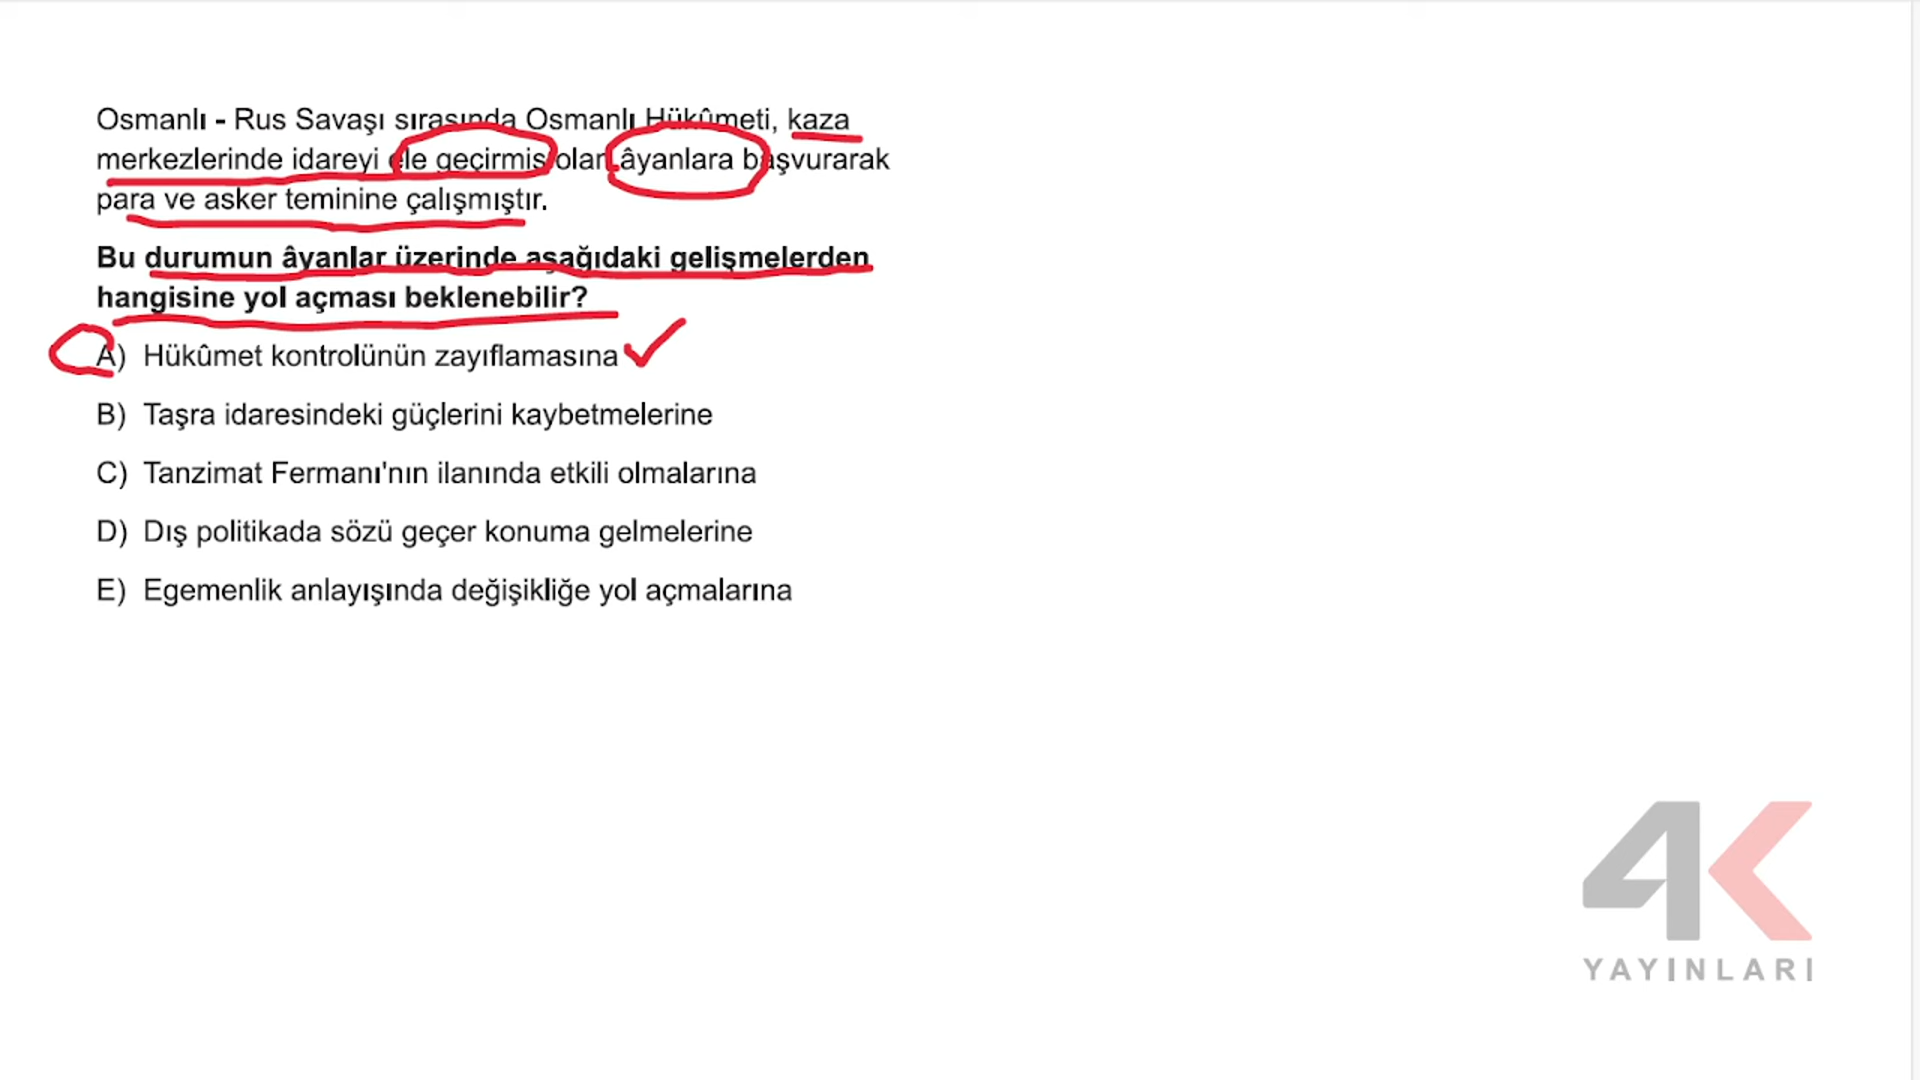 Osmanlı - Rus Savaşı sırasında Osmanlı Hükûmeti, kaza
merkezlerinde idareyi ele geçirmiş olan âyanlara başvurarak
para ve asker teminine çalışmıştır.
Bu durumun âyanlar üzerinde aşağıdaki gelişmelerden
hangisine yol açması beklenebilir?
A) Hükûmet kontrolünün zayıflamasına
B) Taşra idaresindeki güçlerini kaybetmelerine
C) Tanzimat Fermanı'nın ilanında etkili olmalarına
D) Dış politikada sözü geçer konuma gelmelerine
E) Egemenlik anlayışında değişikliğe yol açmalarına
4K
YAYINLARI